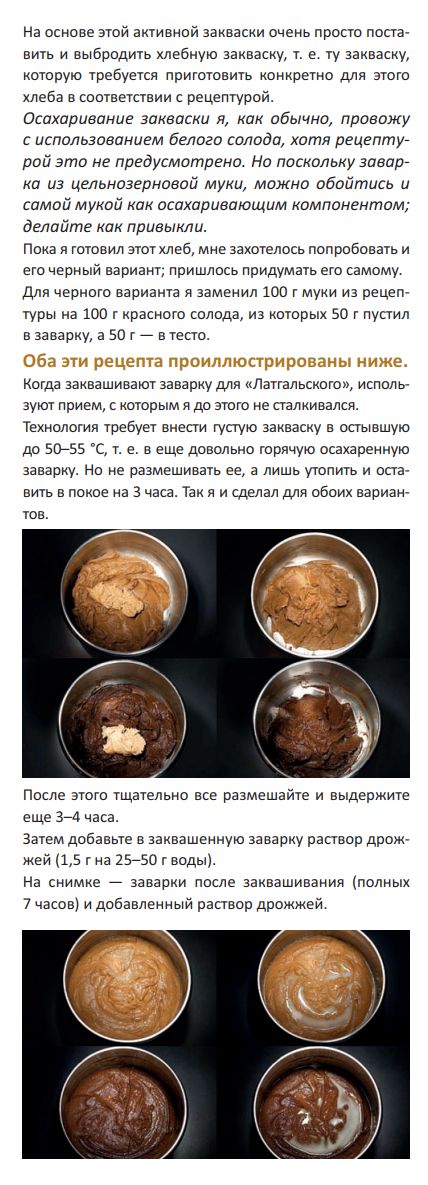 На основе этой активной закваски очень просто поста-
вить и выбродить хлебную закваску, т. е. ту закваску,
которую требуется приготовить конкретно для этого
хлеба в соответствии с рецептурой.
Осахаривание закваски я, как обычно, провожу
с использованием белого солода, хотя рецепту-
рой это не предусмотрено. Но поскольку завар-
ка из цельнозерновой муки, можно обойтись и
самой мукой как осахаривающим компонентом;
делайте как привыкли.
Пока я готовил этот хлеб, мне захотелось попробовать и
его черный вариант; пришлось придумать его самому.
Для черного варианта я заменил 100 г муки из рецеп-
туры на 100 г красного солода, из которых 50 г пустил
в заварку, а 50 г — в тесто.
Оба эти рецепта проиллюстрированы ниже.
Когда заквашивают заварку для «Латгальского», исполь-
зуют прием, с которым я до этого не сталкивался.
Технология требует внести густую закваску в остывшую
до 50–55 °С, т. е. в еще довольно горячую осахаренную
заварку. Но не размешивать ее, а лишь утопить и оста-
вить в покое на 3 часа. Так я и сделал для обоих вариан-
тов.
После этого тщательно все размешайте и выдержите
еще 3–4 часа.
Затем добавьте в заквашенную заварку раствор дрож-
жей (1,5 г на 25–50 г воды).
На снимке — заварки после заквашивания (полных
7 часов) и добавленный раствор дрожжей.